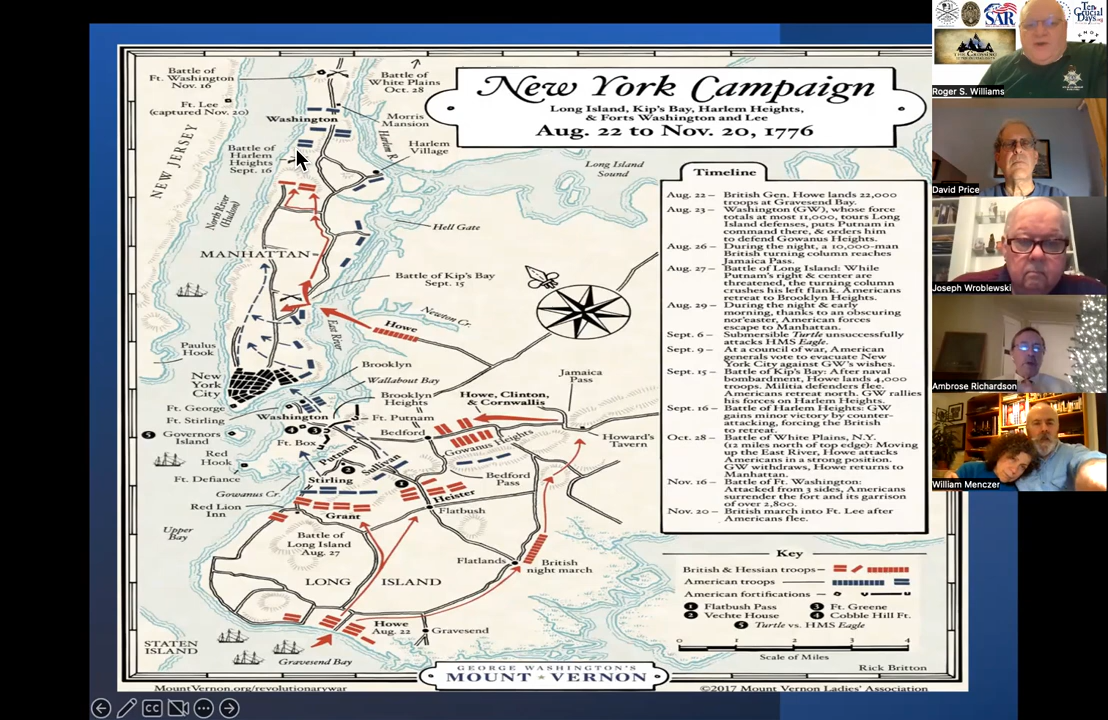 New York Campaign
Long Island, Kip's Bay, Harlem Heights,
& Forts Washington and Lee
Aug. 22 to Nov. 20, 1776
Battle of
Ft. Washington
Nov. 16
Battle of
White Plains
Oct. 28
Ft. Lee
(captured Nov. 20)
Washington
Morris
Mansion
Harlem R.
Harlem
Village
NEW JERSEY
Battle of
Harlem
Heights
Sept. 16
Long Island
Sound
North River
(Hudson)
Hell Gate
MANHATTAN
Battle of Kip's Bay
Sept. 15
Newton Cr.
Howe
East River
Paulus
Hook
Brooklyn
Wallabout Bay
New
York
City
Jamaica
Pass
Brooklyn
Heights
Howe, Clinton,
& Cornwallis
Ft. George
Washington
Ft. Putnam
Ft. Stirling
Bedford
5 Governors
Island
4 3
Ft. Box
Gowanus Heights
Howard's
Tavern
Red
Hook
Putnam
Sullivan
2
Ft. Defiance
Stirling
Bedford
Pass
1
Gowanus Cr.
Heister
Red Lion
Inn
Grant
Flatbush
Upper
Bay
Battle of
Long Island
Aug. 27
Flatlands
British
night march
LONG ISLAND
Howe
Aug. 22
Gravesend
STATEN
ISLAND
Gravesend Bay
Timeline
Aug. 22 – British Gen. Howe lands 22,000
troops at Gravesend Bay.
Aug. 23 – Washington (GW), whose force
totals at most 11,000, tours Long
Island defenses, puts Putnam in
command there, & orders him
to defend Gowanus Heights.
Aug. 26 – During the night, a 10,000-man
British turning column reaches
Jamaica Pass.
Aug. 27 – Battle of Long Island: While
Putnam's right & center are
threatened, the turning column
crushes his left flank. Americans
retreat to Brooklyn Heights.
Aug. 29 – During the night & early
morning, thanks to an obscuring
nor'easter, American forces
escape to Manhattan.
Sept. 6 – Submersible Turtle unsuccessfully
attacks HMS Eagle.
Sept. 9 – At a council of war, American
generals vote to evacuate New
York City against GW's wishes.
Sept. 15 – Battle of Kip's Bay: After naval
bombardment, Howe lands 4,000
troops. Militia defenders flee.
Americans retreat north. GW rallies
his forces on Harlem Heights.
Sept. 16 – Battle of Harlem Heights: GW
gains minor victory by counter-
attacking, forcing the British
to retreat.
Oct. 28 – Battle of White Plains, N.Y.
(12 miles north of top edge): Moving
up the East River, Howe attacks
Americans in a strong position.
GW withdraws, Howe returns to
Manhattan.
Nov. 16 – Battle of Ft. Washington:
Attacked from 3 sides, Americans
surrender the fort and its garrison
of over 2,800.
Nov. 20 – British march into Ft. Lee after
Americans flee.
Key
British & Hessian troops
American troops
American fortifications
1 Flatbush Pass 3 Ft. Greene
2 Vechte House 4 Cobble Hill Ft.
5 Turtle vs. HMS Eagle
0 1 2 3 4
Scale of Miles
Rick Britton
GEORGE WASHINGTON'S
MOUNT VERNON
MountVernon.org/revolutionarywar
©2017 Mount Vernon Ladies' Association
CC
SAR
Ten
Crucial
Days.org
THE CROSSING
Roger S. Williams
David Price
Joseph Wroblewski
Ambrose Richardson
William Menczer